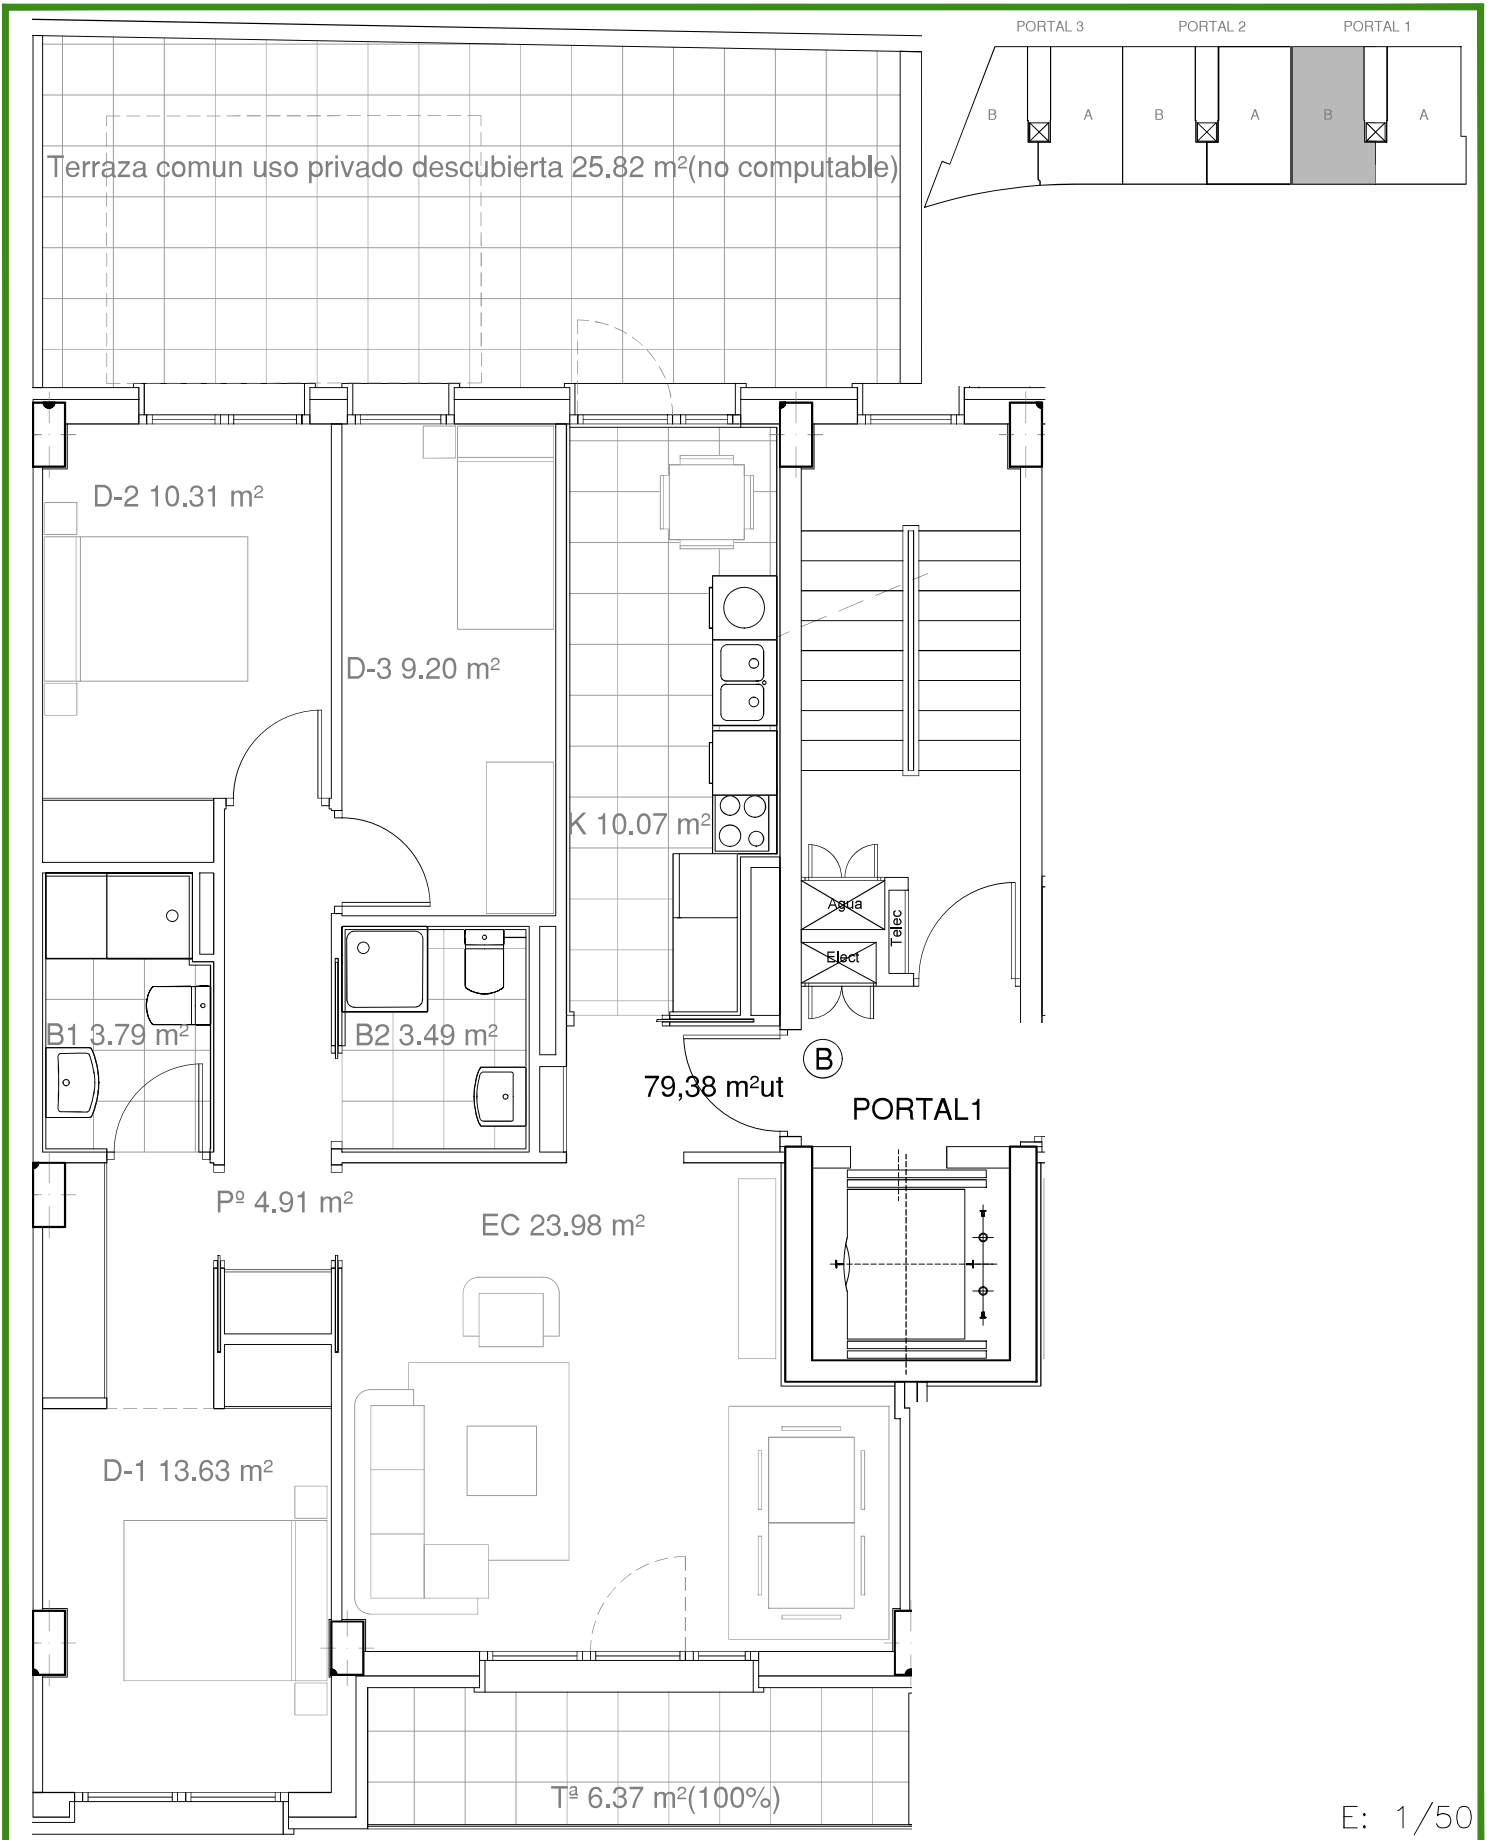 PORTAL 3 PORTAL 2 PORTAL 1
B A B A B A
Terraza comun uso privado descubierta 25.82 m²(no computable)
D-2 10.31 m²
D-3 9.20 m²
K 10.07 m²
Agua
Telec
Elect
B1 3.79 m²
B2 3.49 m²
B
79,38 m²ut
PORTAL1
Pº 4.91 m²
EC 23.98 m²
D-1 13.63 m²
Tª 6.37 m²(100%)
E: 1/50